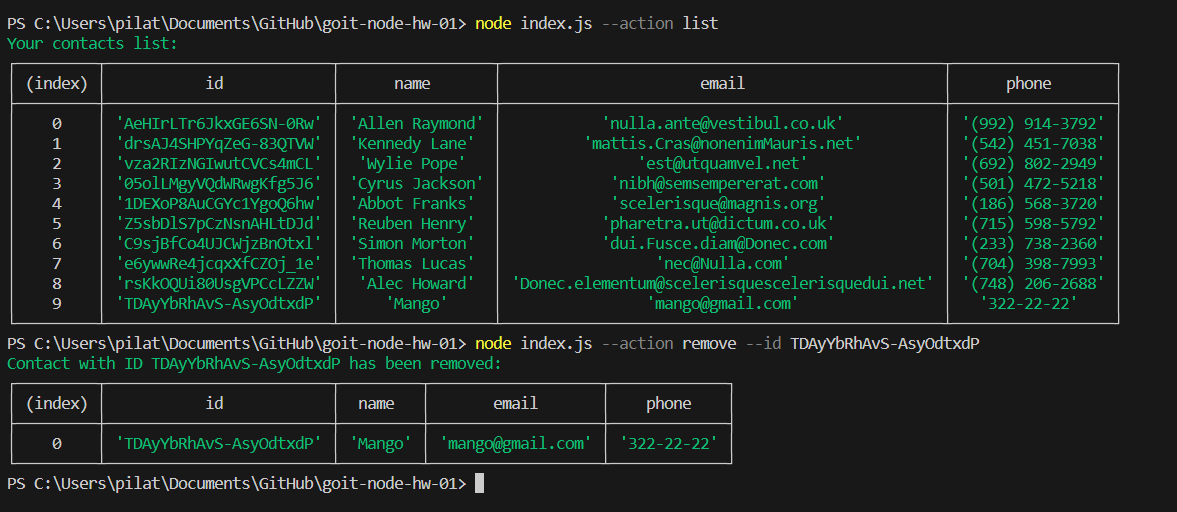 PS C:\Users\pilat\Documents\GitHub\goit-node-hw-01> node index.js --action list
Your contacts list:
(index) id name email phone
0 'AeHIrLTr6JkxGE6SN-0Rw' 'Allen Raymond' 'nulla.ante@vestibul.co.uk' '(992) 914-3792'
1 'drsAJ4SHPYqZeG-83QTVW' 'Kennedy Lane' 'mattis.Cras@nonenimMauris.net' '(542) 451-7038'
2 'vza2RIzNGIwutCVCs4mCL' 'Wylie Pope' 'est@utquamvel.net' '(692) 802-2949'
3 '05olLMgyVQdWRwgKfg5J6' 'Cyrus Jackson' 'nibh@semsempererat.com' '(501) 472-5218'
4 '1DEXoP8AuCGYc1YgoQ6hw' 'Abbot Franks' 'scelerisque@magnis.org' '(186) 568-3720'
5 'Z5sbDlS7pCzNsnAHLtDJd' 'Reuben Henry' 'pharetra.ut@dictum.co.uk' '(715) 598-5792'
6 'C9sjBfCo4UJCWjzBnOtxl' 'Simon Morton' 'dui.Fusce.diam@Donec.com' '(233) 738-2360'
7 'e6ywwRe4jcqxXfCZOj_1e' 'Thomas Lucas' 'nec@Nulla.com' '(704) 398-7993'
8 'rsKkOQUi80UsgVPCcLZZW' 'Alec Howard' 'Donec.elementum@scelerisquescelerisquedui.net' '(748) 206-2688'
9 'TDAyYbRhAvS-AsyOdtxdP' 'Mango' 'mango@gmail.com' '322-22-22'
PS C:\Users\pilat\Documents\GitHub\goit-node-hw-01> node index.js --action remove --id TDAyYbRhAvS-AsyOdtxdP
Contact with ID TDAyYbRhAvS-AsyOdtxdP has been removed:
(index) id name email phone
0 'TDAyYbRhAvS-AsyOdtxdP' 'Mango' 'mango@gmail.com' '322-22-22'
PS C:\Users\pilat\Documents\GitHub\goit-node-hw-01>